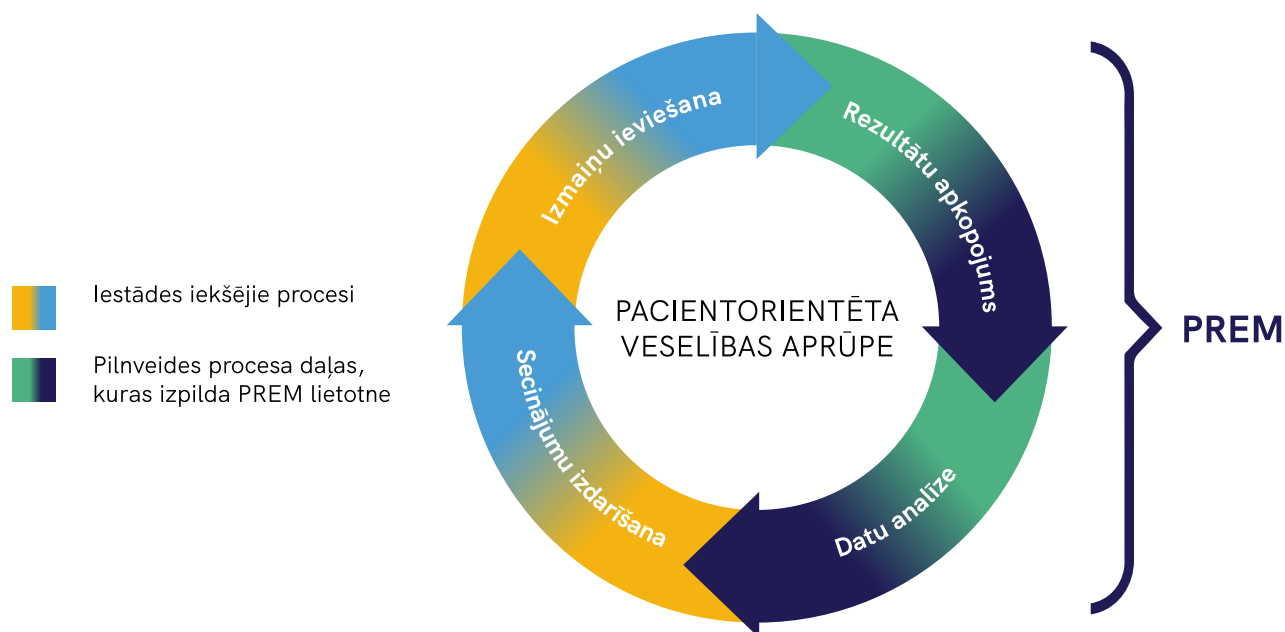 Izmaiņu ieviešana
Rezultātu apkopojums
Iestādes iekšējie procesi
Pilnveides procesa daļas,
kuras izpilda PREM lietotne
PACIENTORIENTĒTA
VESELĪBAS APRŪPE
PREM
Secinājumu izdarīšana
Datu analīze